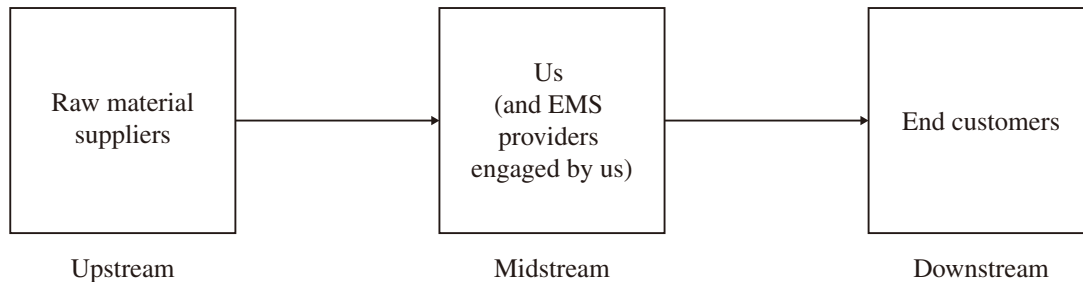 Raw material
suppliers
Us
(and EMS
providers
engaged by us)
End customers
Upstream
Midstream
Downstream